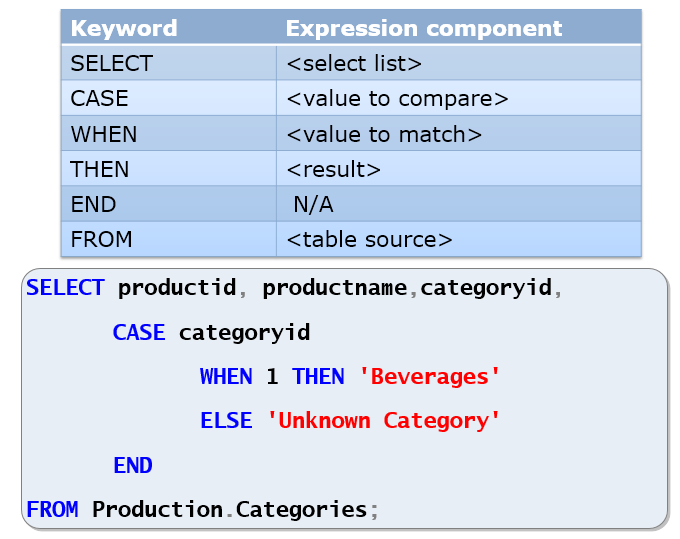 Keyword Expression component
SELECT <select list>
CASE <value to compare>
WHEN <value to match>
THEN <result>
END N/A
FROM <table source>
SELECT productid, productname,categoryid,
CASE categoryid
WHEN 1 THEN 'Beverages'
ELSE 'Unknown Category'
END
FROM Production.Categories;